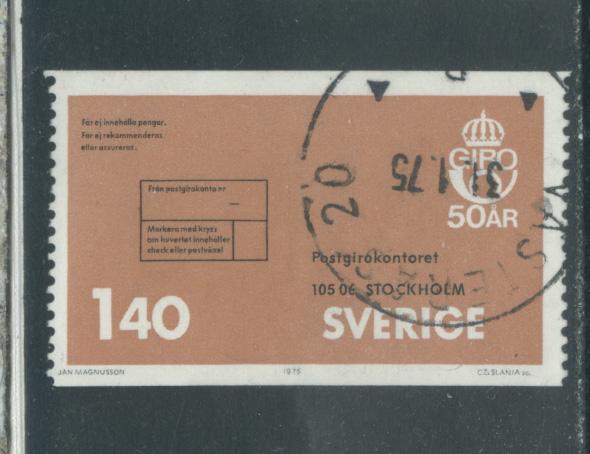 Får ej innehålla pengar.
Får ej rekommenderas
eller assureras.
Från postgirokonto nr
Markera med kryss
om kuvertet innehåller
check eller postväxel
GIRO
50 ÅR
31.1.75
20
Postgirokontoret
105 06 STOCKHOLM
140
SVERIGE
JAN MAGNUSSON
1975
CZ. SLANIA sc.